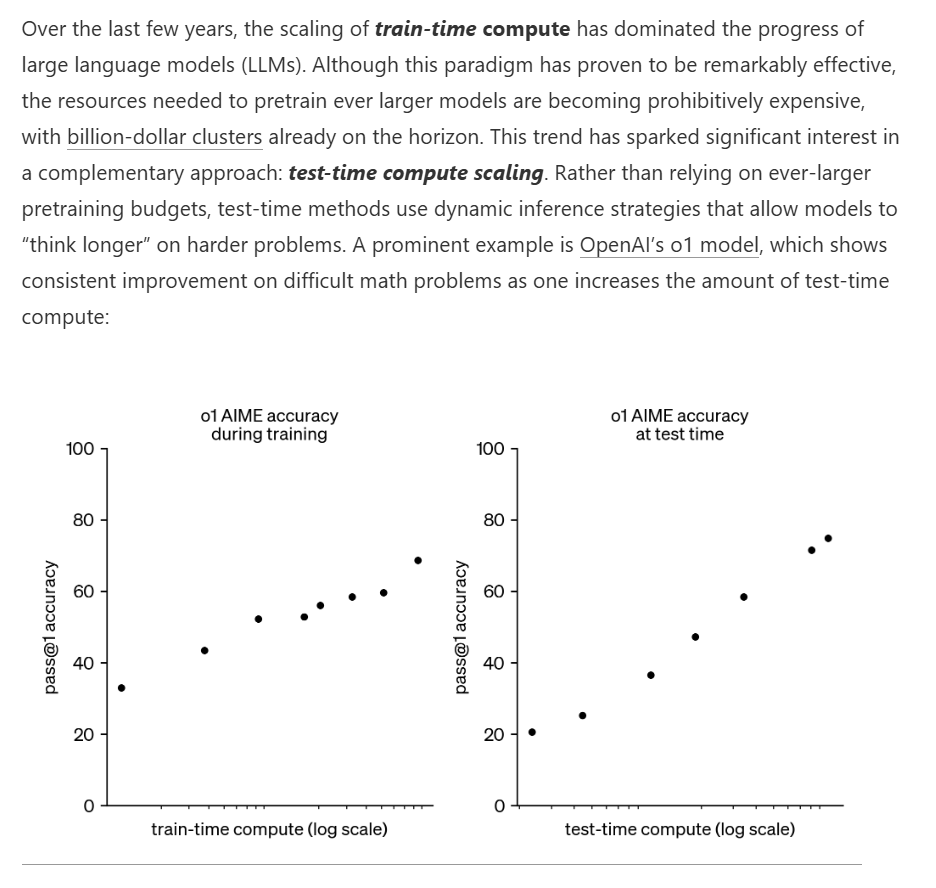 Over the last few years, the scaling of train-time compute has dominated the progress of
large language models (LLMs). Although this paradigm has proven to be remarkably effective,
the resources needed to pretrain ever larger models are becoming prohibitively expensive,
with billion-dollar clusters already on the horizon. This trend has sparked significant interest in
a complementary approach: test-time compute scaling. Rather than relying on ever-larger
pretraining budgets, test-time methods use dynamic inference strategies that allow models to
“think longer” on harder problems. A prominent example is OpenAI’s o1 model, which shows
consistent improvement on difficult math problems as one increases the amount of test-time
compute:
o1 AIME accuracy
during training
100
80
60
40
20
0
pass@1 accuracy
train-time compute (log scale)
o1 AIME accuracy
at test time
100
80
60
40
20
0
pass@1 accuracy
test-time compute (log scale)